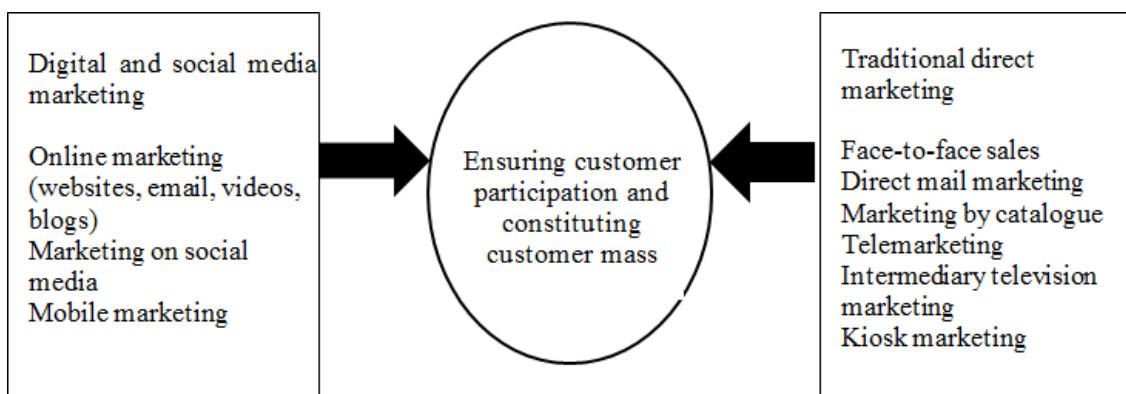 Digital and social media
marketing
Online marketing
(websites, email, videos,
blogs)
Marketing on social
media
Mobile marketing
Ensuring customer
participation and
constituting
customer mass
Traditional direct
marketing
Face-to-face sales
Direct mail marketing
Marketing by catalogue
Telemarketing
Intermediary television
marketing
Kiosk marketing